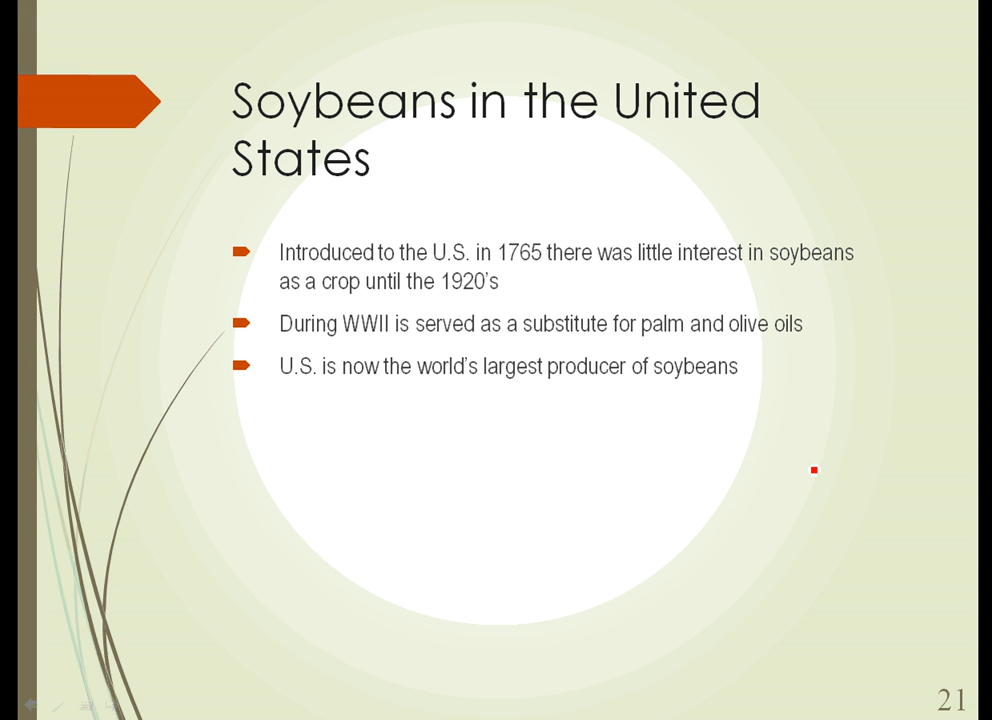 Soybeans in the United
States
Introduced to the U.S. in 1765 there was little interest in soybeans
as a crop until the 1920’s
During WWII is served as a substitute for palm and olive oils
U.S. is now the world’s largest producer of soybeans
21